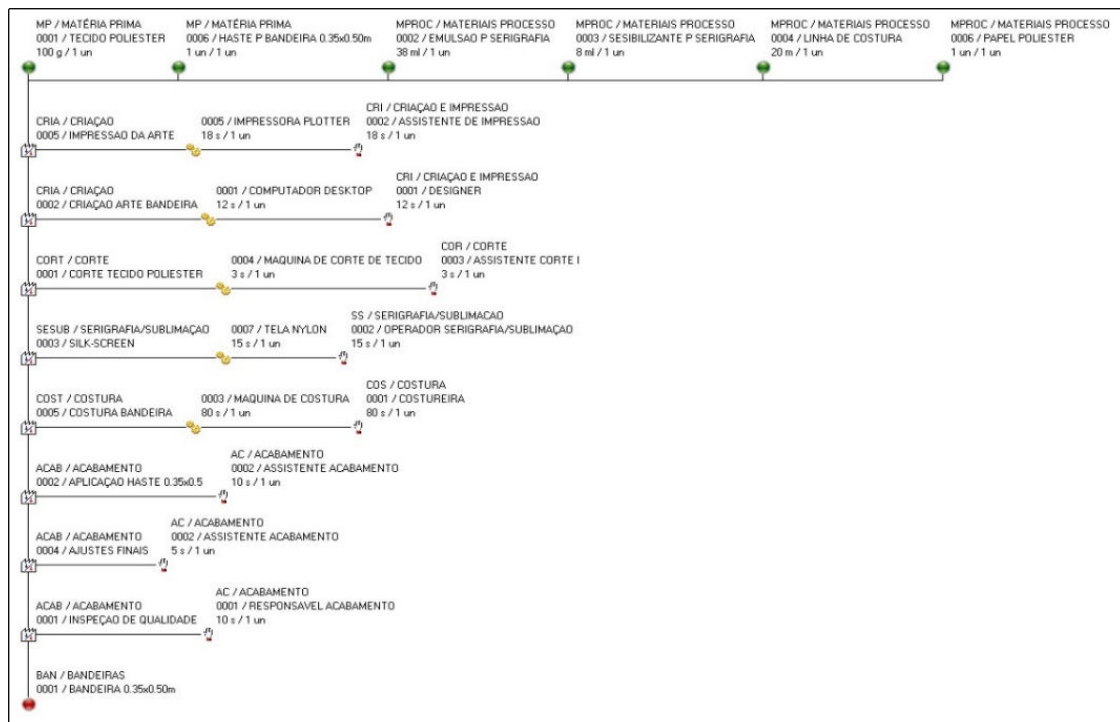 MP / MATÉRIA PRIMA
0001 / TECIDO POLIESTER
100 g / 1 un
MP / MATÉRIA PRIMA
0006 / HASTE P BANDEIRA 0.35x0.50m
1 un / 1 un
MPROC / MATERIAIS PROCESSO
0002 / EMULSAO P SERIGRAFIA
38 ml / 1 un
MPROC / MATERIAIS PROCESSO
0003 / SESIBILIZANTE P SERIGRAFIA
8 ml / 1 un
MPROC / MATERIAIS PROCESSO
0004 / LINHA DE COSTURA
20 m / 1 un
MPROC / MATERIAIS PROCESSO
0006 / PAPEL POLIESTER
1 un / 1 un
CRIA / CRIAÇAO
0005 / IMPRESSAO DA ARTE
0005 / IMPRESSORA PLOTTER
18 s / 1 un
CRI / CRIAÇAO E IMPRESSAO
0002 / ASSISTENTE DE IMPRESSAO
18 s / 1 un
CRIA / CRIAÇAO
0002 / CRIAÇAO ARTE BANDEIRA
0001 / COMPUTADOR DESKTOP
12 s / 1 un
CRI / CRIAÇAO E IMPRESSAO
0001 / DESIGNER
12 s / 1 un
CORT / CORTE
0001 / CORTE TECIDO POLIESTER
0004 / MAQUINA DE CORTE DE TECIDO
3 s / 1 un
COR / CORTE
0003 / ASSISTENTE CORTE I
3 s / 1 un
SESUB / SERIGRAFIA/SUBLIMAÇAO
0003 / SILK-SCREEN
0007 / TELA NYLON
15 s / 1 un
SS / SERIGRAFIA/SUBLIMACAO
0002 / OPERADOR SERIGRAFIA/SUBLIMAÇAO
15 s / 1 un
COST / COSTURA
0005 / COSTURA BANDEIRA
0003 / MAQUINA DE COSTURA
80 s / 1 un
COS / COSTURA
0001 / COSTUREIRA
80 s / 1 un
ACAB / ACABAMENTO
0002 / APLICAÇAO HASTE 0.35x0.5
AC / ACABAMENTO
0002 / ASSISTENTE ACABAMENTO
10 s / 1 un
ACAB / ACABAMENTO
0004 / AJUSTES FINAIS
AC / ACABAMENTO
0002 / ASSISTENTE ACABAMENTO
5 s / 1 un
ACAB / ACABAMENTO
0001 / INSPEÇAO DE QUALIDADE
AC / ACABAMENTO
0001 / RESPONSAVEL ACABAMENTO
10 s / 1 un
BAN / BANDEIRAS
0001 / BANDEIRA 0.35x0.50m